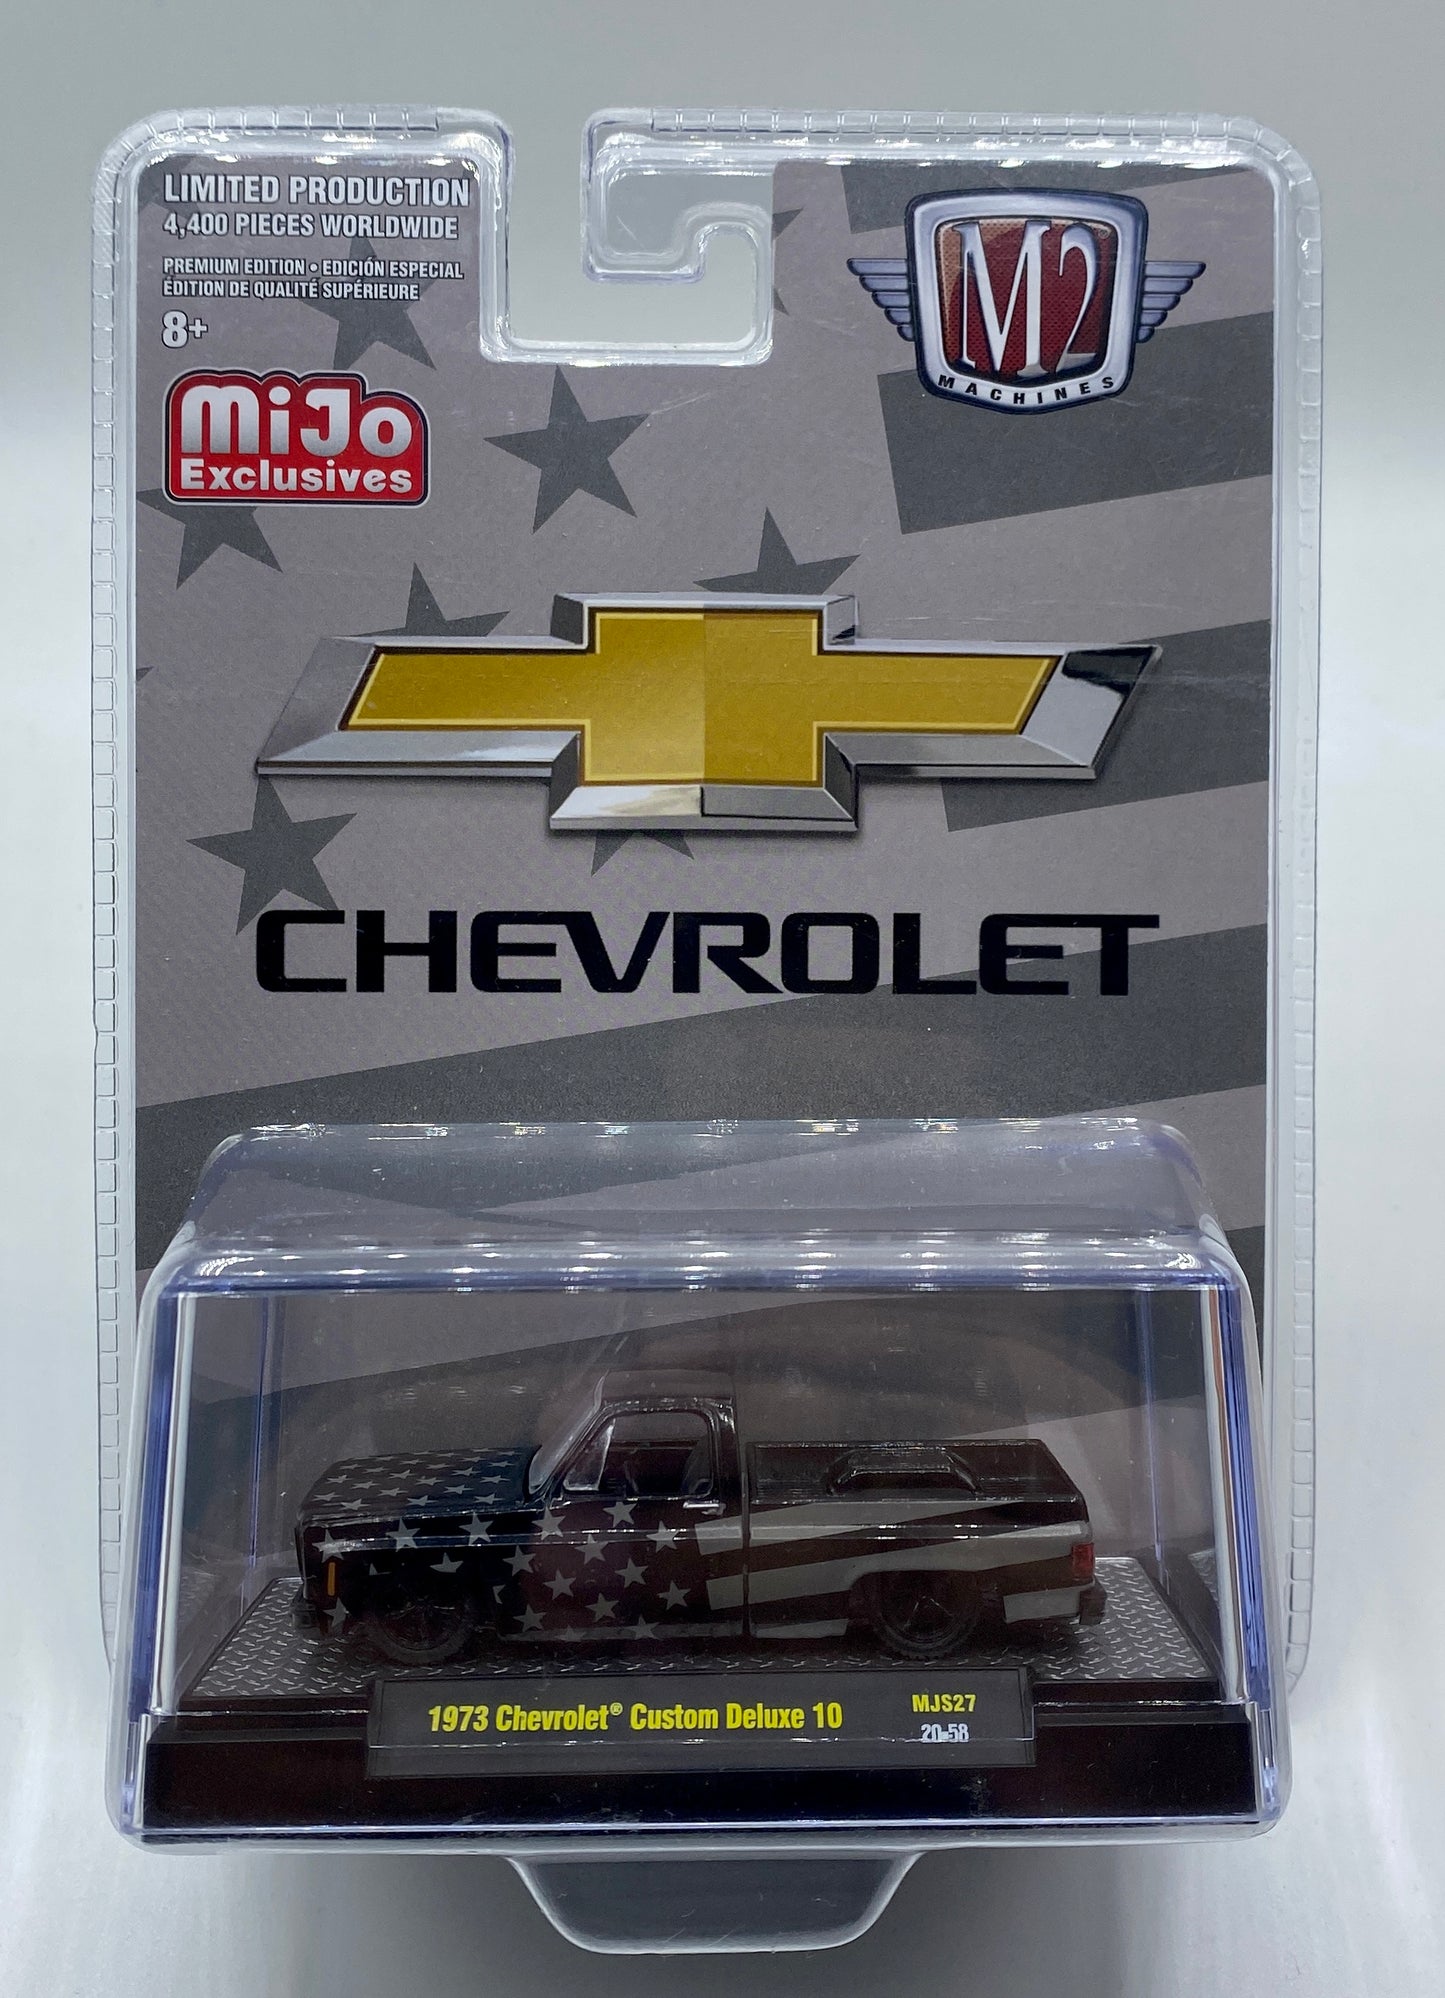 LIMITED PRODUCTION
4,400 PIECES WORLDWIDE
PREMIUM EDITION • EDICIÓN ESPECIAL
ÉDITION DE QUALITÉ SUPÉRIEURE
8+
MiJo
Exclusives
M2
MACHINES
CHEVROLET
1973 Chevrolet® Custom Deluxe 10
MJS27
20-58